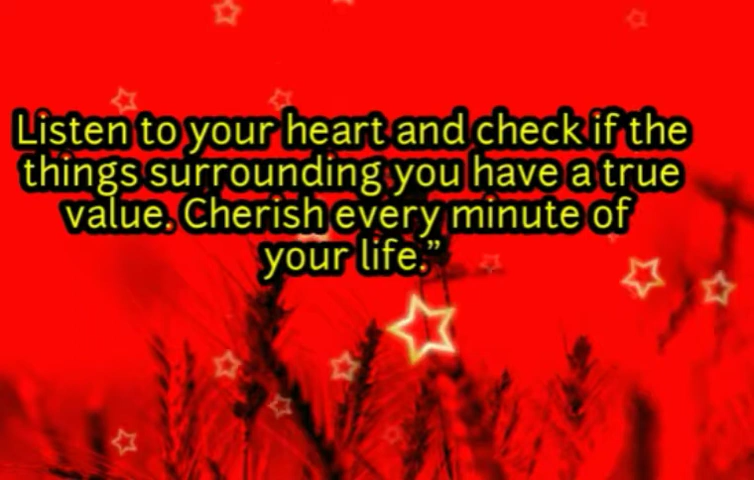 Listen to your heart and check if the
things surrounding you have a true
value. Cherish every minute of
your life.”